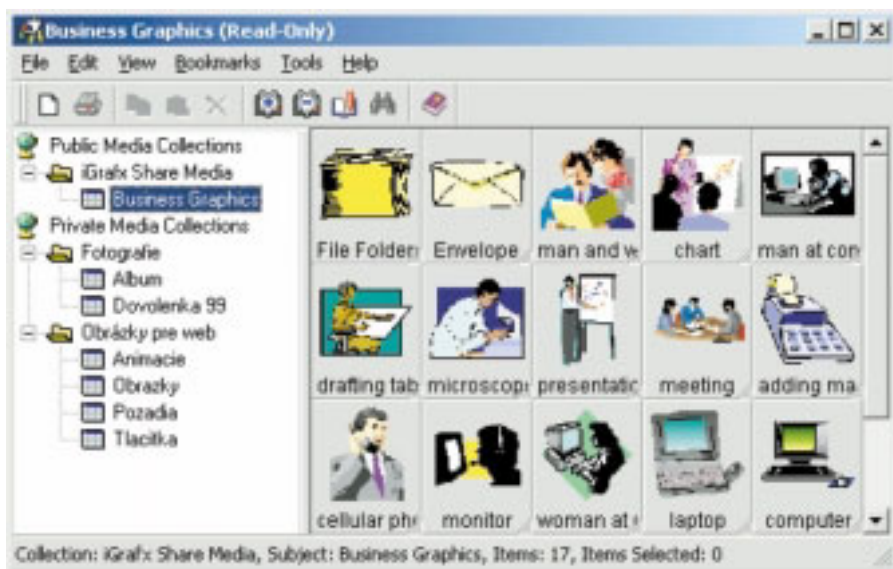 Business Graphics (Read-Only)
File Edit View Bookmarks Tools Help
Public Media Collections
iGrafx Share Media
Business Graphics
Private Media Collections
Fotografie
Album
Dovolenka 99
Obrázky pre web
Animacie
Obrazky
Pozadia
Tlacitka
File Folders Envelope man and w chart man at con
drafting tab microscop presentatic meeting adding ma
cellular pho monitor woman at laptop computer
Collection: iGrafx Share Media, Subject: Business Graphics, Items: 17, Items Selected: 0